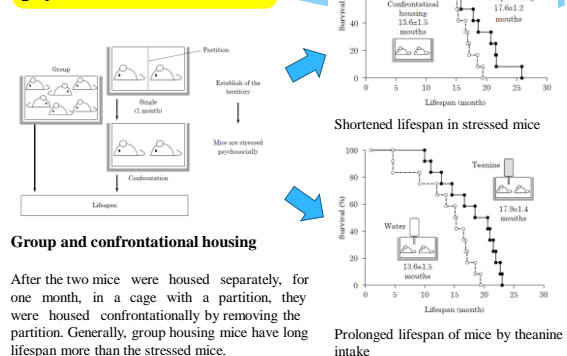 Partition
Group
Establish of the
territory
Single
(1 month)
Mice are stressed
psychosocially
Confrontation
Lifespan
Group and confrontational housing
After the two mice were housed separately, for
one month, in a cage with a partition, they
were housed confrontationally by removing the
partition. Generally, group housing mice have long
lifespan more than the stressed mice.
Confrontational
housing
13.6±1.5
mouths
17.6±1.2
mouths
Survival
40
20
0
0 5 10 15 20 25 30
Lifespan (month)
Shortened lifespan in stressed mice
100
80
60
40
20
0
Survival (%)
Teanine
17.9±1.4
mouths
Water
13.6±1.5
mouths
0 5 10 15 20 25 30
Lifespan (month)
Prolonged lifespan of mice by theanine
intake